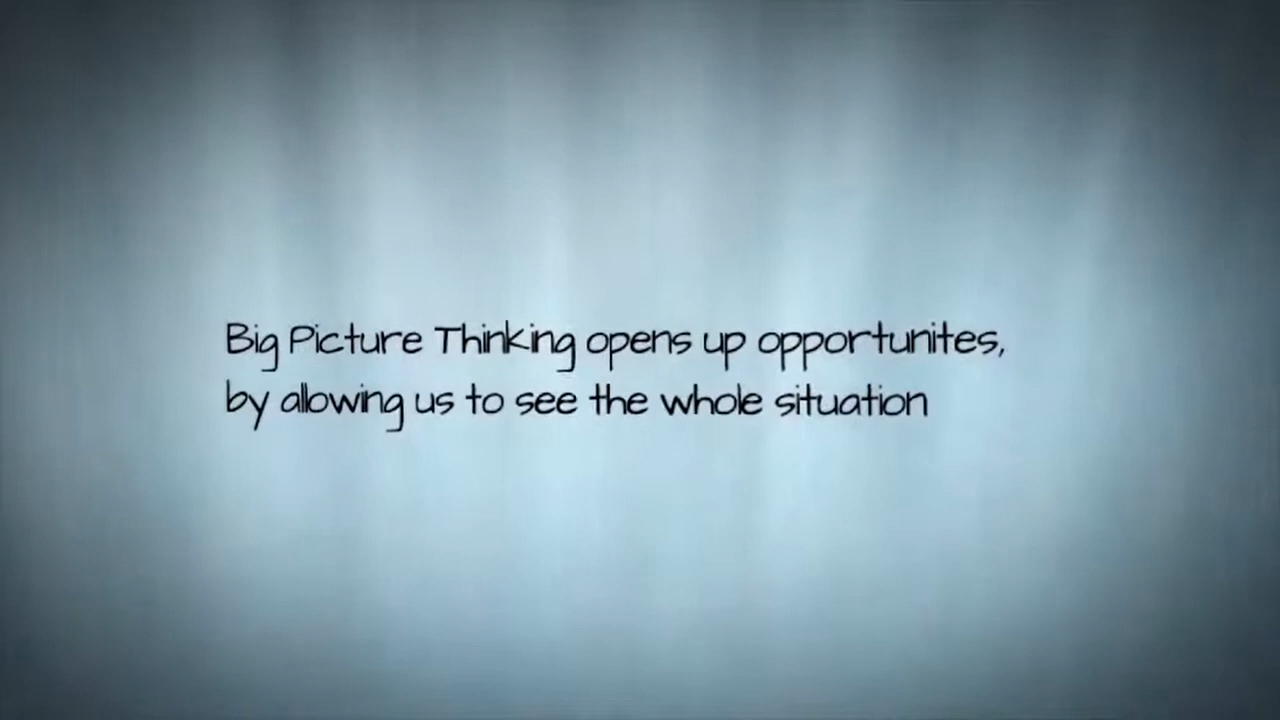 Big Picture Thinking opens up opportunites,
by allowing us to see the whole situation